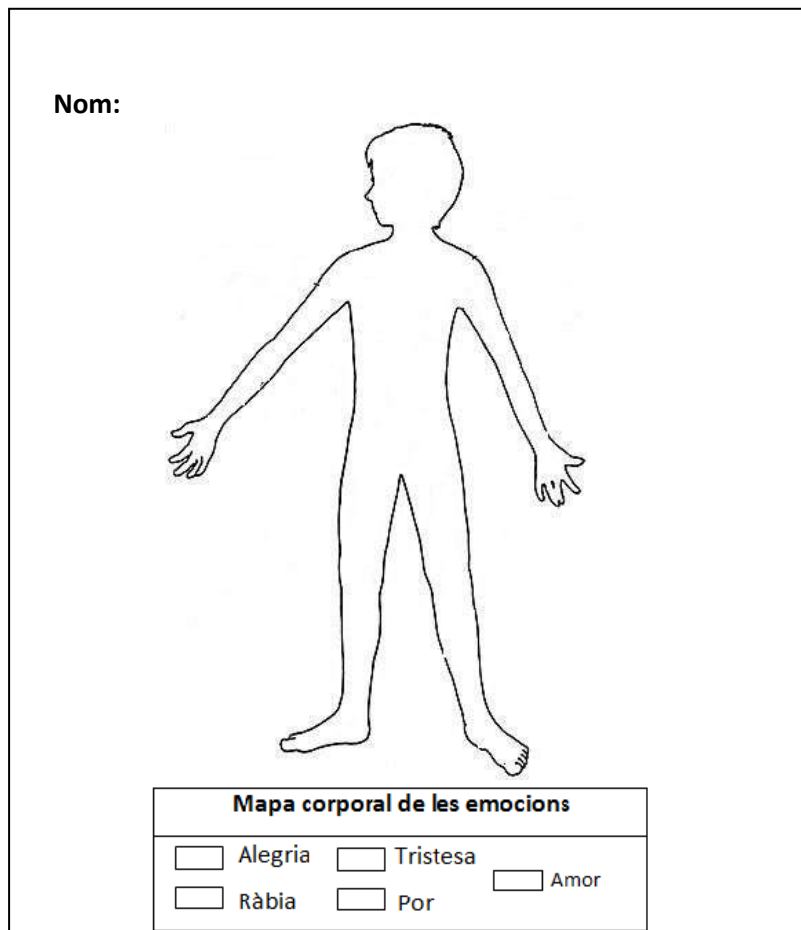 Nom:
Mapa corporal de les emocions
Alegria Tristesa
Amor
Ràbia Por